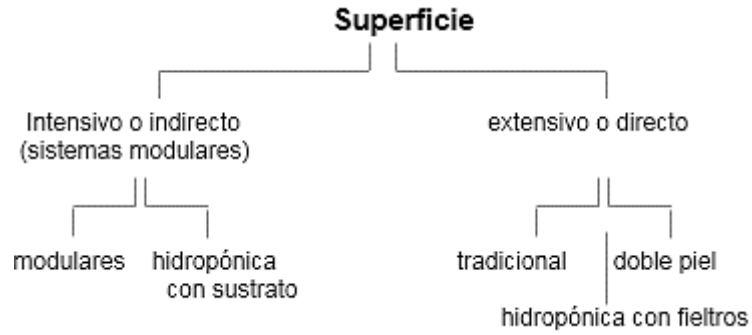 Superficie
Intensivo o indirecto
(sistemas modulares)
extensivo o directo
modulares
hidropónica
con sustrato
tradicional
doble piel
hidropónica con fieltros